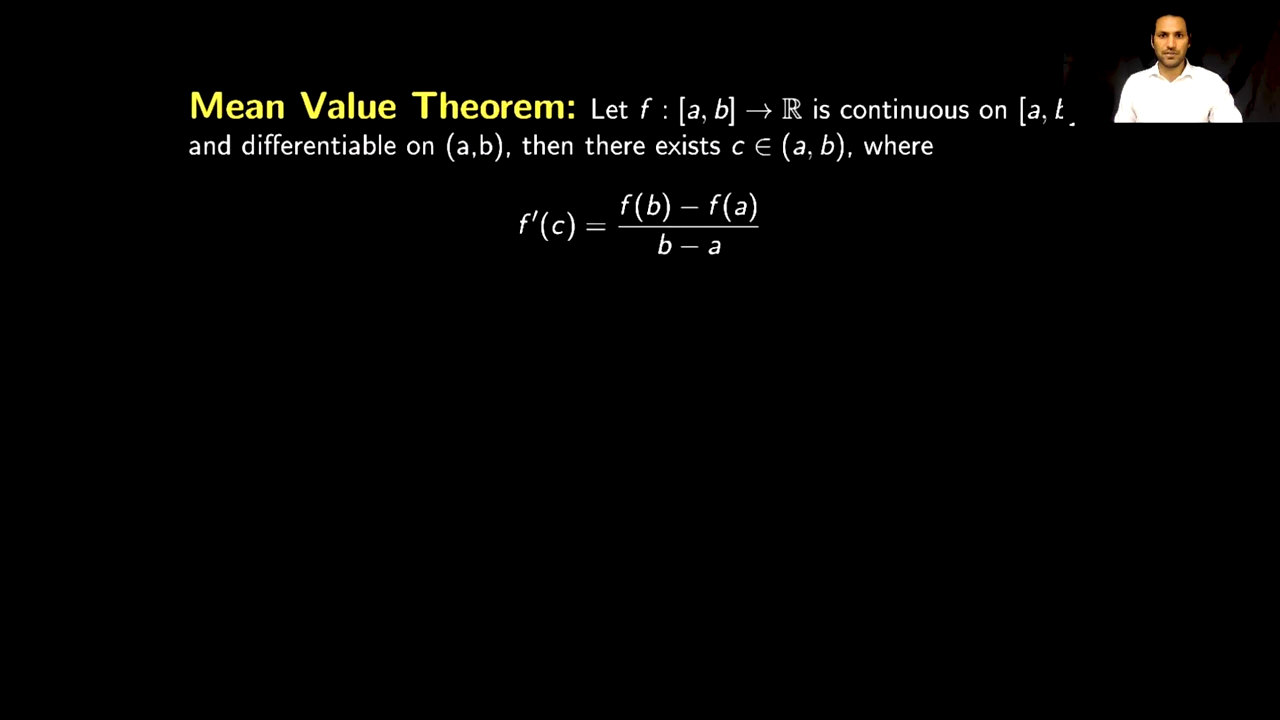 Mean Value Theorem: Let f : [a, b] → ℝ is continuous on [a,
and differentiable on (a,b), then there exists c ∈ (a, b), where
f′(c) = f(b) − f(a) / b − a